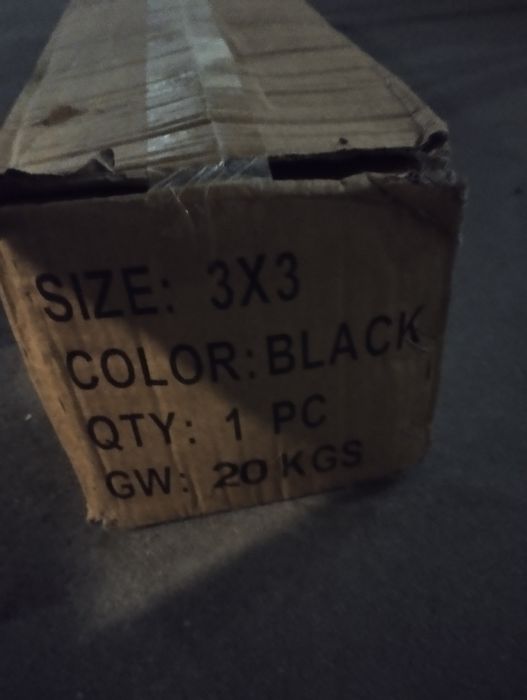 SIZE: 3X3
COLOR: BLACK
QTY: 1 PC
GW: 20 KGS